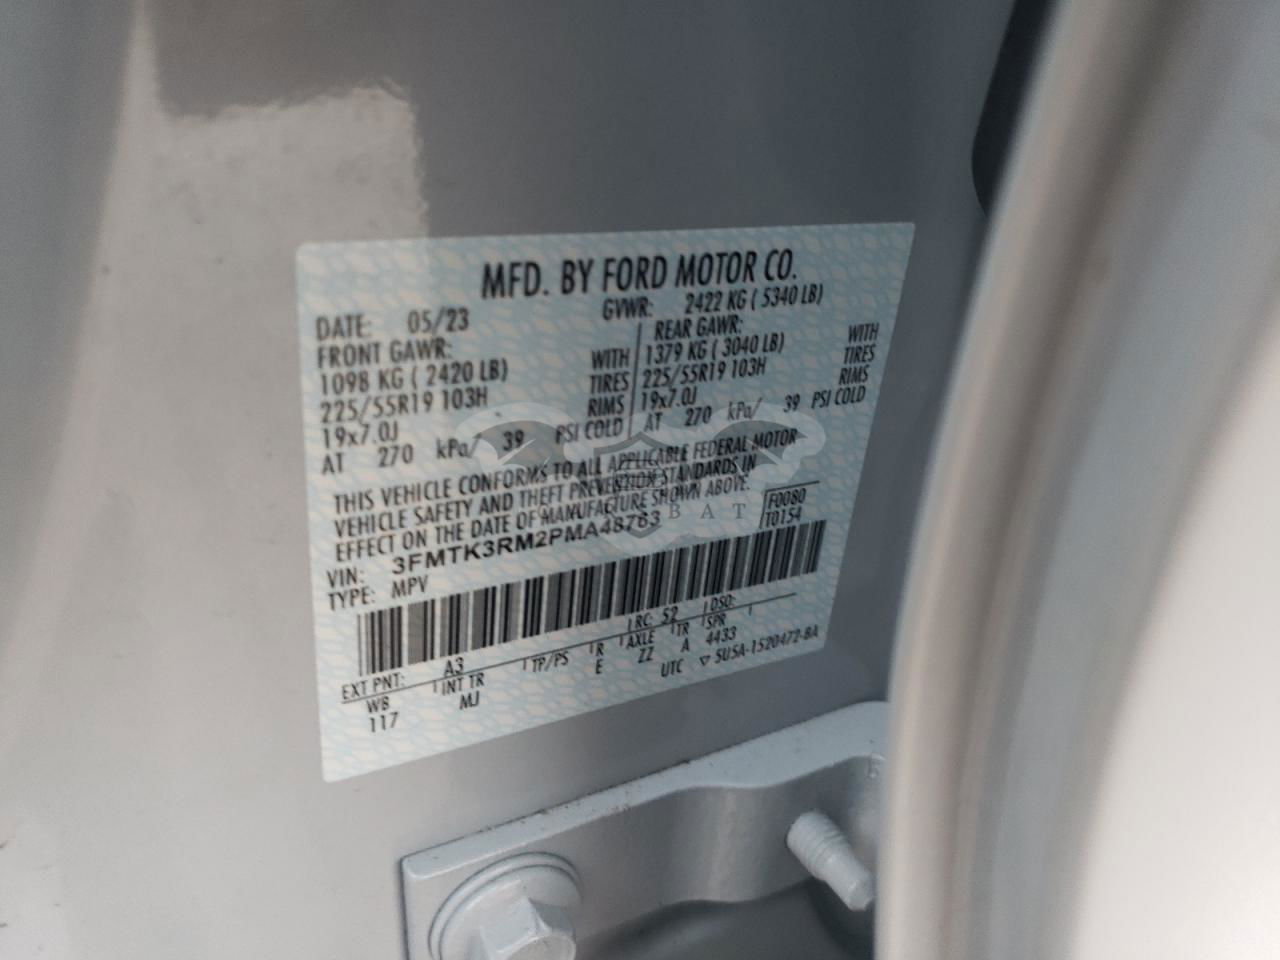 MFD. BY FORD MOTOR CO.
DATE: 05/23 GVWR: 2422 KG ( 5340 LB)
FRONT GAWR: REAR GAWR:
1098 KG ( 2420 LB) WITH 1379 KG ( 3040 LB) WITH
225/55R19 103H TIRES 225/55R19 103H TIRES
19x7.0J RIMS 19x7.0J RIMS
AT 270 kPa/ 39 PSI COLD AT 270 kPa/ 39 PSI COLD
THIS VEHICLE CONFORMS TO ALL APPLICABLE FEDERAL MOTOR
VEHICLE SAFETY AND THEFT PREVENTION STANDARDS IN
EFFECT ON THE DATE OF MANUFACTURE SHOWN ABOVE.
VIN: 3FMTK3RM2PMA48763 F0080
TYPE: MPV T0154
EXT PNT: A3 RC: 52 DSO:
WB INT TR TP/PS R AXLE TR SPR
117 MJ E ZZ A 4433
UTC ▽ 5U5A-1520472-BA
BAT